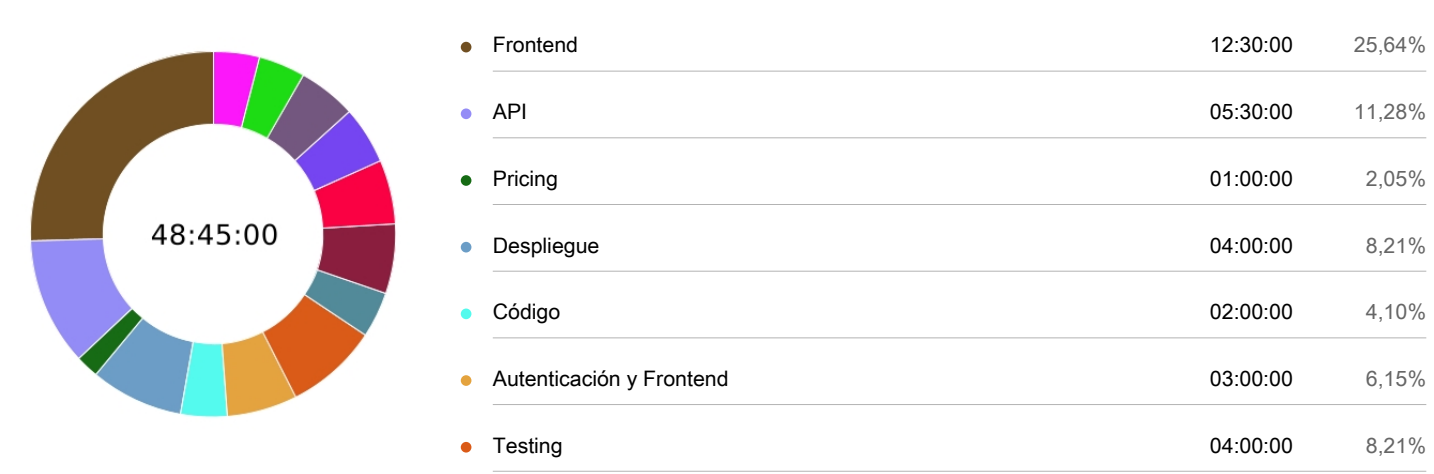 48:45:00
Frontend 12:30:00 25,64%
API 05:30:00 11,28%
Pricing 01:00:00 2,05%
Despliegue 04:00:00 8,21%
Código 02:00:00 4,10%
Autenticación y Frontend 03:00:00 6,15%
Testing 04:00:00 8,21%